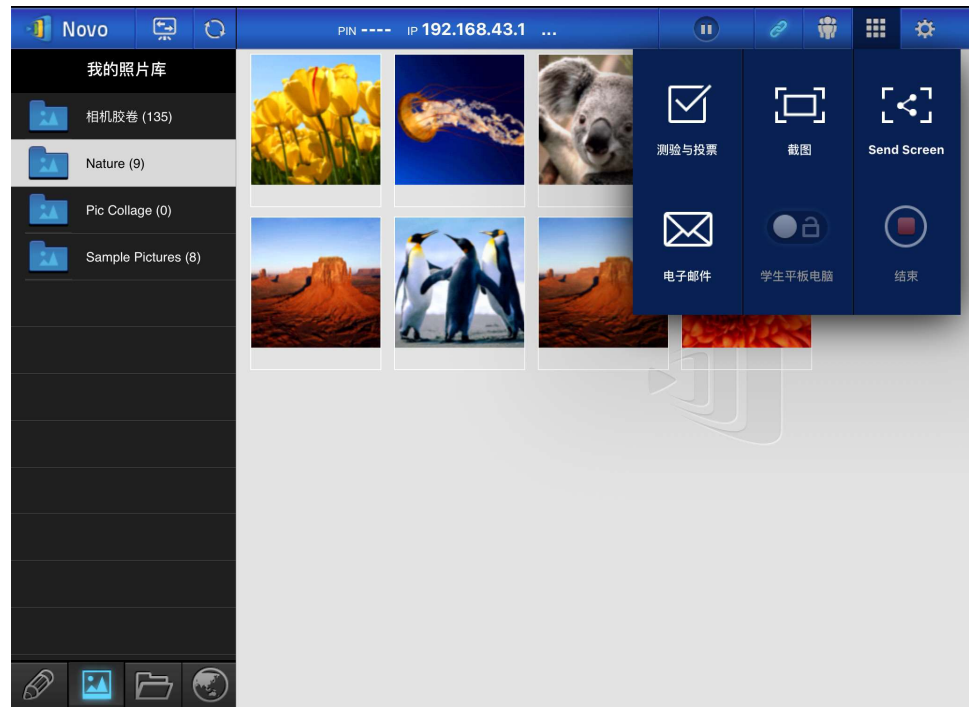 Novo
PIN ---- IP 192.168.43.1 ...
我的照片库
相机胶卷 (135)
Nature (9)
Pic Collage (0)
Sample Pictures (8)
测验与投票
截图
Send Screen
电子邮件
学生平板电脑
结束